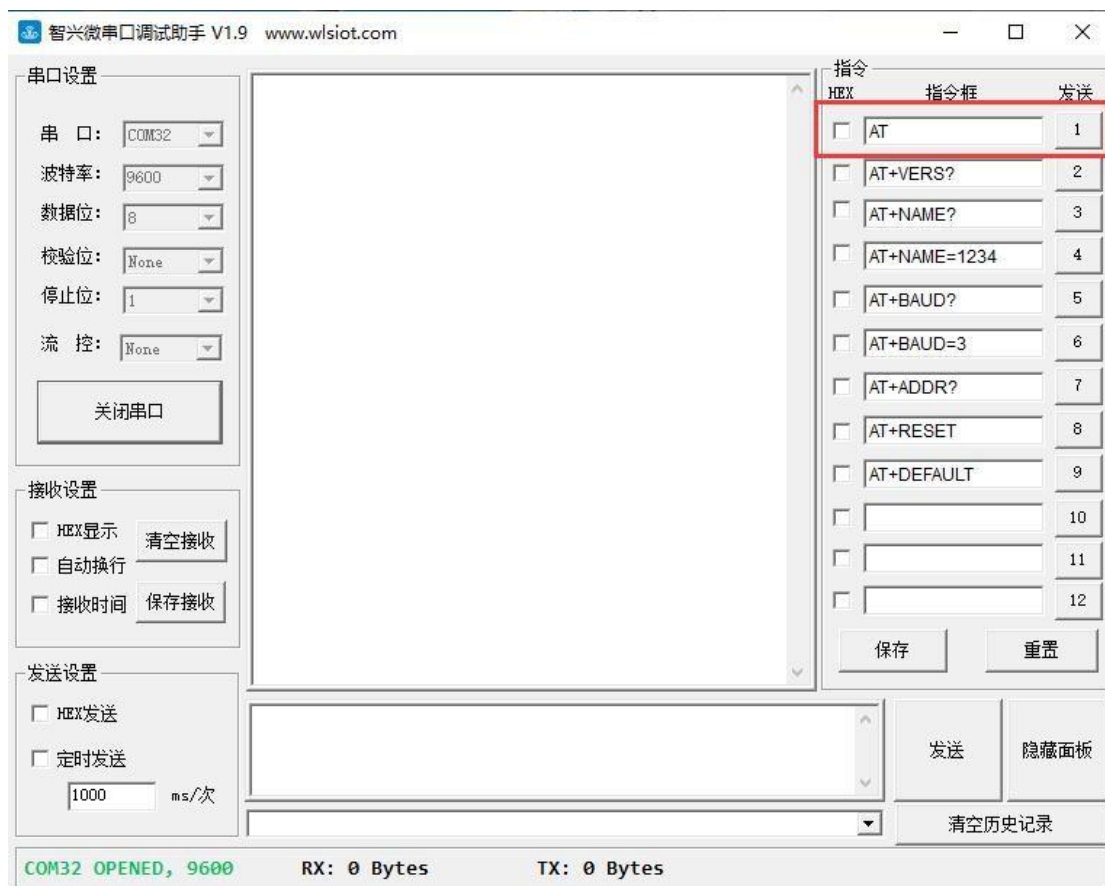 智兴微串口调试助手 V1.9 www.wlsiot.com
串口设置
串 口: COM32
波特率: 9600
数据位: 8
校验位: None
停止位: 1
流 控: None
关闭串口
接收设置
HEX显示
清空接收
自动换行
接收时间
保存接收
发送设置
HEX发送
定时发送
1000 ms/次
指令
HEX 指令框 发送
AT 1
AT+VERS? 2
AT+NAME? 3
AT+NAME=1234 4
AT+BAUD? 5
AT+BAUD=3 6
AT+ADDR? 7
AT+RESET 8
AT+DEFAULT 9
10
11
12
保存 重置
发送 隐藏面板
清空历史记录
COM32 OPENED, 9600 RX: 0 Bytes TX: 0 Bytes